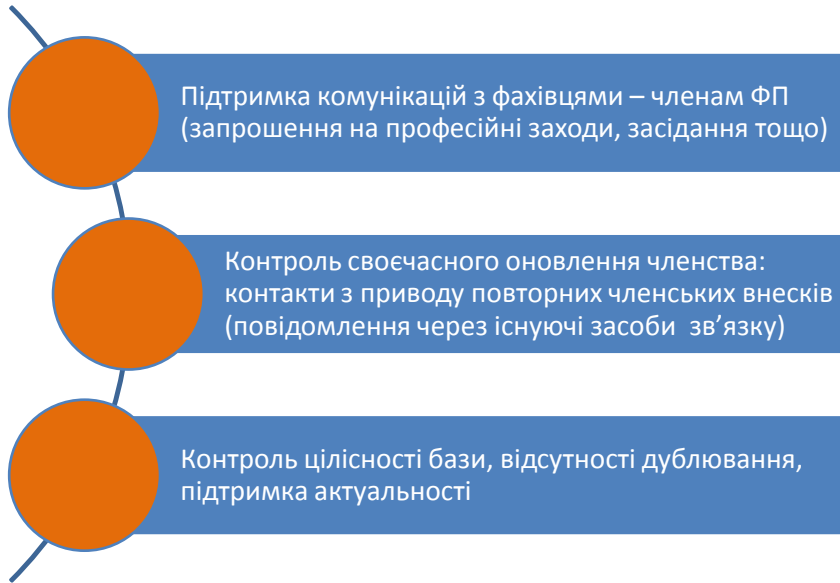 Підтримка комунікацій з фахівцями – членам ФП
(запрошення на професійні заходи, засідання тощо)
Контроль своєчасного оновлення членства:
контакти з приводу повторних членських внесків
(повідомлення через існуючі засоби  зв’язку)
Контроль цілісності бази, відсутності дублювання,
підтримка актуальності